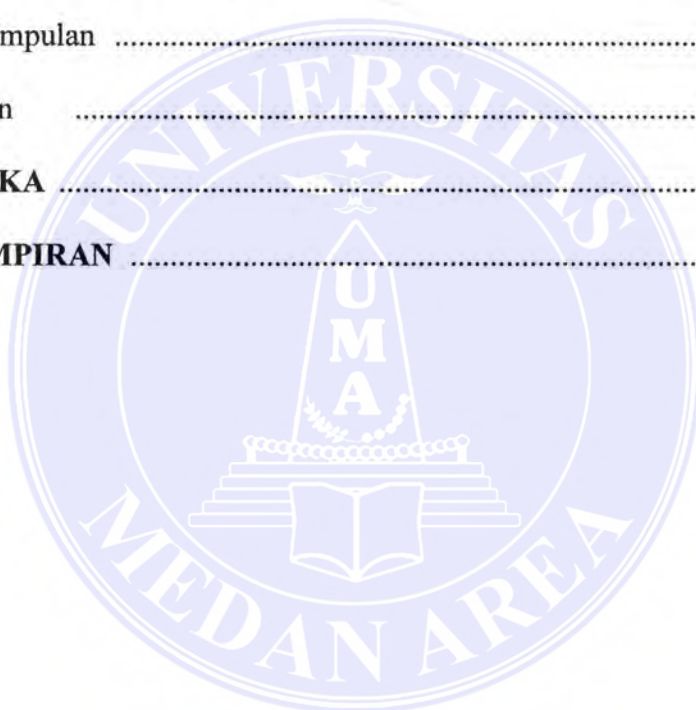 mpulan ........................................................
n ........................................................
KA ........................................................
MPIRAN ........................................................
UNIVERSITAS
UMA
MEDAN AREA